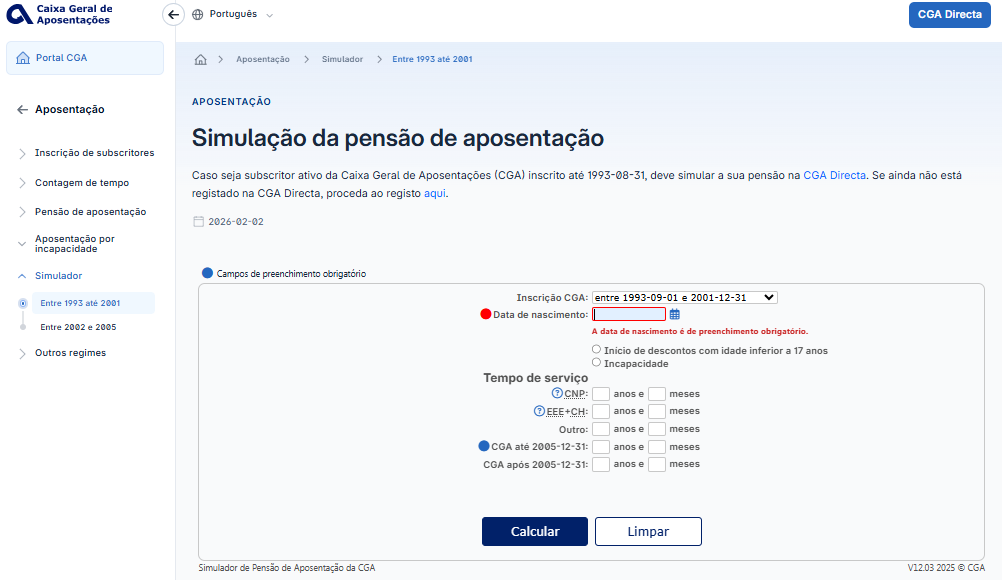 Caixa Geral de
Aposentações
Português
CGA Directa
Portal CGA
Aposentação
Inscrição de subscritores
Contagem de tempo
Pensão de aposentação
Aposentação por
incapacidade
Simulador
Entre 1993 até 2001
Entre 2002 e 2005
Outros regimes
Aposentação
Simulador
Entre 1993 até 2001
APOSENTAÇÃO
Simulação da pensão de aposentação
Caso seja subscritor ativo da Caixa Geral de Aposentações (CGA) inscrito até 1993-08-31, deve simular a sua pensão na CGA Directa. Se ainda não está
registado na CGA Directa, proceda ao registo aqui.
2026-02-02
Campos de preenchimento obrigatório
Inscrição CGA: entre 1993-09-01 e 2001-12-31
Data de nascimento:
A data de nascimento é de preenchimento obrigatório.
Início de descontos com idade inferior a 17 anos
Incapacidade
Tempo de serviço
? CNP: anos e meses
? EEE+CH: anos e meses
Outro: anos e meses
CGA até 2005-12-31: anos e meses
CGA após 2005-12-31: anos e meses
Calcular Limpar
Simulador de Pensão de Aposentação da CGA V12.03 2025 © CGA